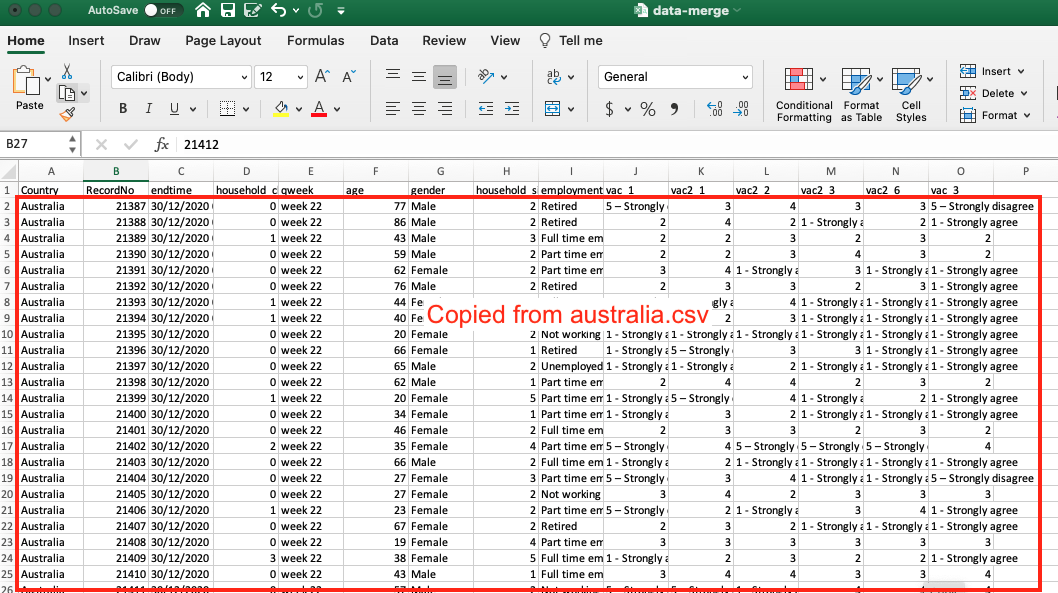 AutoSave OFF data-merge
Home Insert Draw Page Layout Formulas Data Review View Tell me
Paste Calibri (Body) 12 A A ab General Insert
B I U A $ % Conditional Formatting Format as Table Cell Styles Delete
Format
B27 fx 21412
A B C D E F G H I J K L M N O P
1 Country RecordNo endtime household_c qweek age gender household_s employment vac_1 vac2_1 vac2_2 vac2_3 vac2_6 vac_3
2 Australia 21387 30/12/2020 0 week 22 77 Male 2 Retired 5 – Strongly 3 4 3 3 5 – Strongly disagree
3 Australia 21388 30/12/2020 0 week 22 86 Male 2 Retired 2 4 2 1 - Strongly a 2 1 - Strongly agree
4 Australia 21389 30/12/2020 1 week 22 43 Male 3 Full time em 2 2 3 2 3 2
5 Australia 21390 30/12/2020 0 week 22 59 Male 2 Part time em 2 2 3 4 3 2
6 Australia 21391 30/12/2020 0 week 22 62 Female 2 Part time em 3 4 1 - Strongly a 3 1 - Strongly a 1 - Strongly agree
7 Australia 21392 30/12/2020 0 week 22 76 Male 2 Retired 2 3 3 2 3 1 - Strongly agree
8 Australia 21393 30/12/2020 1 week 22 44 Fe gly a 4 1 - Strongly a 1 - Strongly a 1 - Strongly agree
9 Australia 21394 30/12/2020 1 week 22 40 Fe 2 3 1 - Strongly a 1 - Strongly a 1 - Strongly agree
Copied from australia.csv
10 Australia 21395 30/12/2020 0 week 22 20 Female 2 Not working 1 - Strongly a 1 - Strongly a 1 - Strongly a 1 - Strongly a 1 - Strongly a 1 - Strongly agree
11 Australia 21396 30/12/2020 0 week 22 66 Female 1 Retired 1 - Strongly a 5 – Strongly 3 3 1 - Strongly a 1 - Strongly agree
12 Australia 21397 30/12/2020 0 week 22 65 Male 2 Unemployed 1 - Strongly a 1 - Strongly a 2 1 - Strongly a 1 - Strongly a 1 - Strongly agree
13 Australia 21398 30/12/2020 0 week 22 62 Male 1 Part time em 2 4 4 2 3 2
14 Australia 21399 30/12/2020 1 week 22 20 Female 5 Part time em 1 - Strongly a 5 – Strongly 4 1 - Strongly a 2 1 - Strongly agree
15 Australia 21400 30/12/2020 0 week 22 34 Female 1 Part time em 1 - Strongly a 3 2 1 - Strongly a 1 - Strongly a 1 - Strongly agree
16 Australia 21401 30/12/2020 0 week 22 46 Female 2 Full time em 2 3 3 2 3 2
17 Australia 21402 30/12/2020 2 week 22 35 Female 4 Part time em 5 – Strongly 4 5 – Strongly 5 – Strongly 5 – Strongly 4
18 Australia 21403 30/12/2020 0 week 22 66 Male 2 Full time em 1 - Strongly a 2 1 - Strongly a 1 - Strongly a 1 - Strongly a 1 - Strongly agree
19 Australia 21404 30/12/2020 0 week 22 27 Female 3 Part time em 5 – Strongly 3 4 1 - Strongly a 1 - Strongly a 5 – Strongly disagree
20 Australia 21405 30/12/2020 0 week 22 27 Female 2 Not working 3 4 2 3 3 3
21 Australia 21406 30/12/2020 1 week 22 23 Female 2 Part time em 5 – Strongly 2 1 - Strongly a 3 4 1 - Strongly agree
22 Australia 21407 30/12/2020 0 week 22 67 Female 2 Retired 2 3 2 1 - Strongly a 1 - Strongly a 1 - Strongly agree
23 Australia 21408 30/12/2020 0 week 22 19 Female 4 Part time em 3 3 3 3 3 3
24 Australia 21409 30/12/2020 3 week 22 38 Female 5 Full time em 1 - Strongly a 2 3 2 2 1 - Strongly agree
25 Australia 21410 30/12/2020 0 week 22 43 Male 1 Full time em 3 4 4 3 3 4